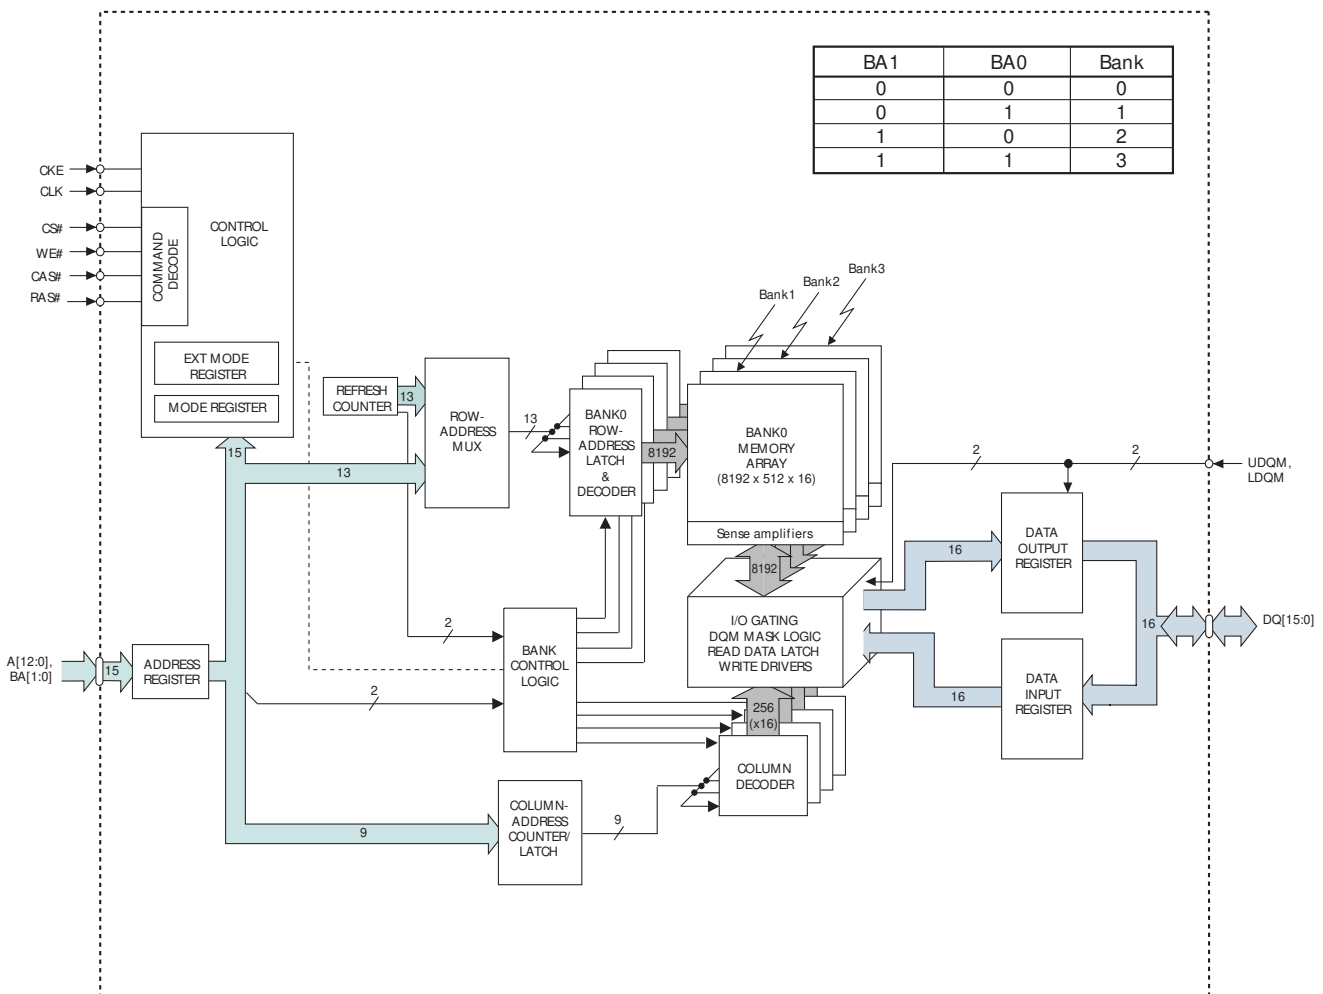 BA1 BA0 Bank
0 0 0
0 1 1
1 0 2
1 1 3
CKE
CLK
CS#
WE#
CAS#
RAS#
COMMAND
DECODE
CONTROL
LOGIC
EXT MODE
REGISTER
MODE REGISTER
Bank1
Bank2
Bank3
REFRESH
COUNTER
13
ROW-
ADDRESS
MUX
13
BANK0
ROW-
ADDRESS
LATCH
&
DECODER
8192
BANK0
MEMORY
ARRAY
(8192 x 512 x 16)
Sense amplifiers
8192
15
13
2
2
UDQM,
LDQM
DATA
OUTPUT
REGISTER
16
I/O GATING
DQM MASK LOGIC
READ DATA LATCH
WRITE DRIVERS
16
DQ[15:0]
A[12:0],
BA[1:0]
15
ADDRESS
REGISTER
2
2
BANK
CONTROL
LOGIC
16
DATA
INPUT
REGISTER
256
(x16)
COLUMN
DECODER
9
COLUMN-
ADDRESS
COUNTER/
LATCH
9